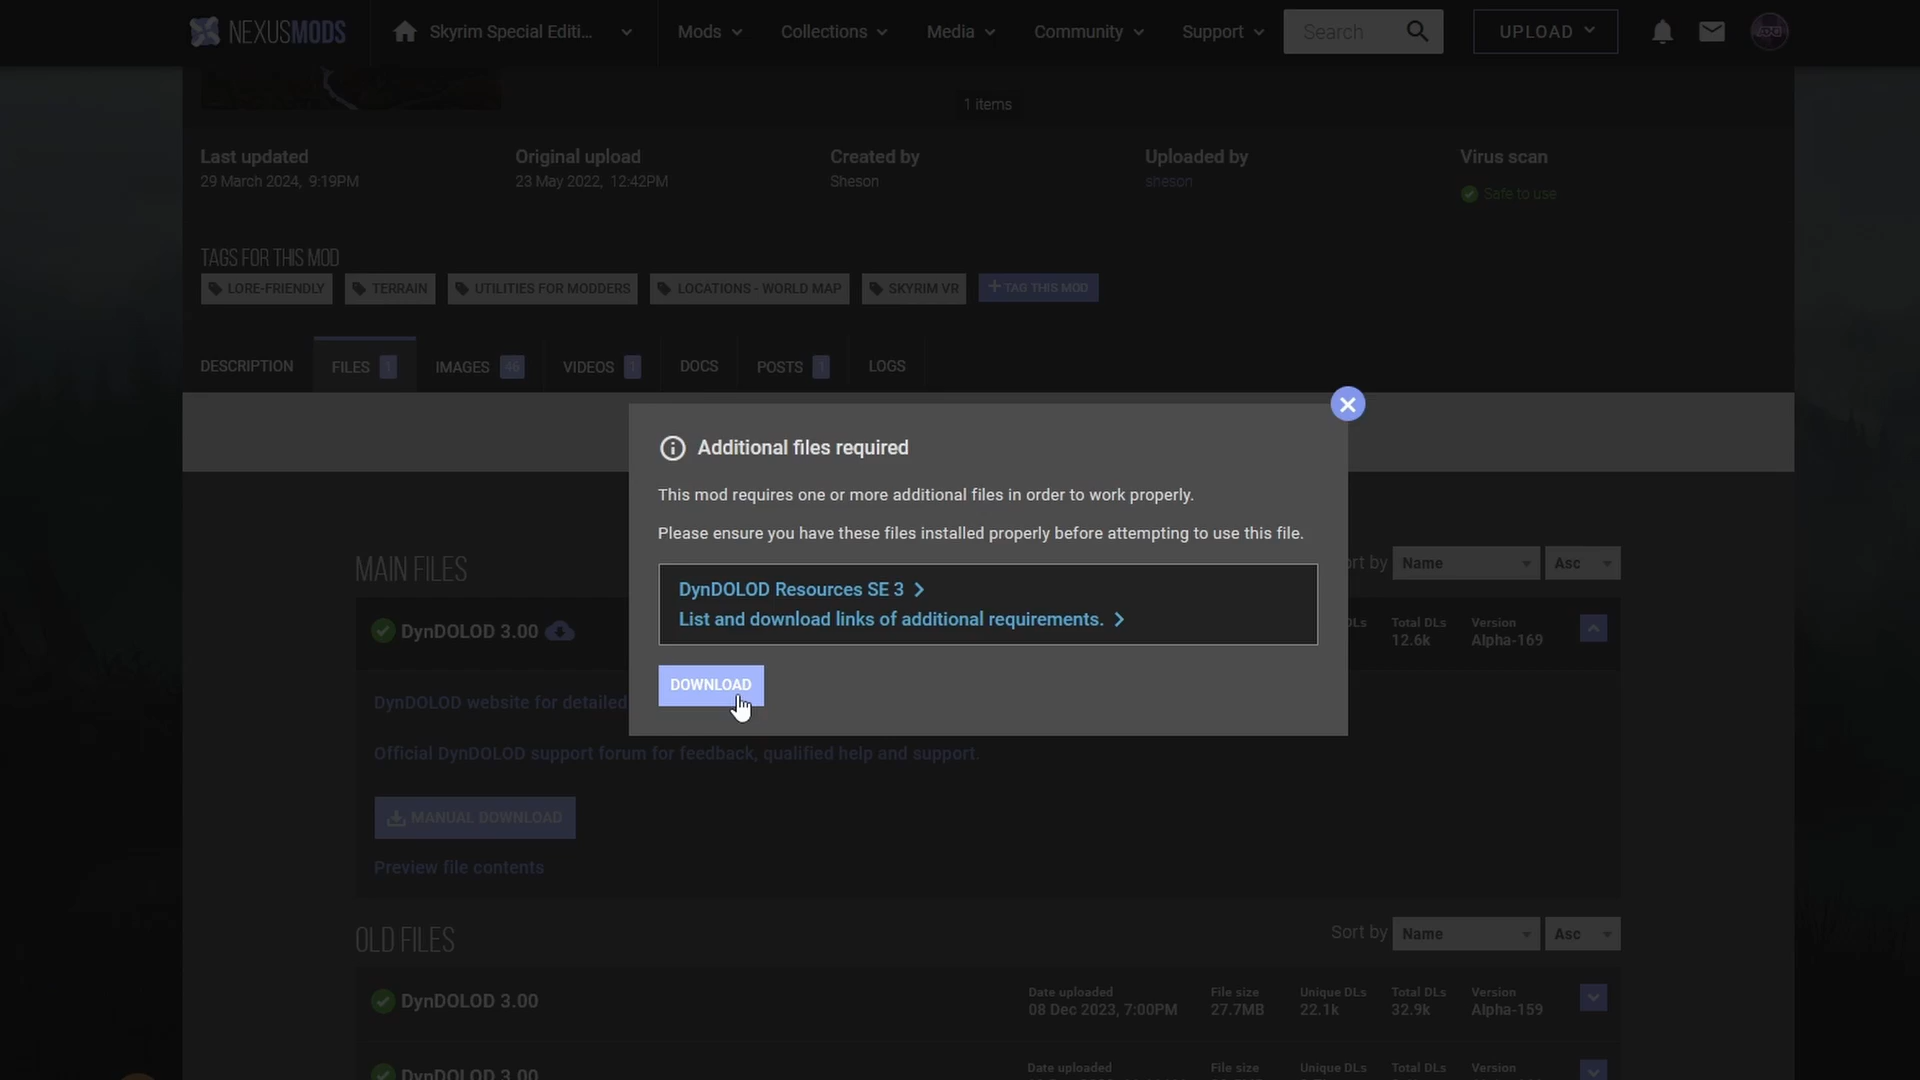 NEXUSMODS
Skyrim Special Editi...
Mods
Collections
Media
Community
Support
Search
UPLOAD
1 items
Last updated
29 March 2024, 9:19PM
Original upload
23 May 2022, 12:42PM
Created by
Sheson
Uploaded by
sheson
Virus scan
Safe to use
TAGS FOR THIS MOD
LORE-FRIENDLY
TERRAIN
UTILITIES FOR MODDERS
LOCATIONS - WORLD MAP
SKYRIM VR
+ TAG THIS MOD
DESCRIPTION
FILES 1
IMAGES 46
VIDEOS 1
DOCS
POSTS 1
LOGS
Additional files required
This mod requires one or more additional files in order to work properly.
Please ensure you have these files installed properly before attempting to use this file.
DynDOLOD Resources SE 3
List and download links of additional requirements.
DOWNLOAD
MAIN FILES
ort by
Name
Asc
DynDOLOD 3.00
DLs
Total DLs
12.6k
Version
Alpha-169
DynDOLOD website for detailed
Official DynDOLOD support forum for feedback, qualified help and support.
MANUAL DOWNLOAD
Preview file contents
OLD FILES
Sort by
Name
Asc
DynDOLOD 3.00
Date uploaded
08 Dec 2023, 7:00PM
File size
27.7MB
Unique DLs
22.1k
Total DLs
32.9k
Version
Alpha-159
DynDOLOD 3.00
Date uploaded
File size
Unique DLs
Total DLs
Version